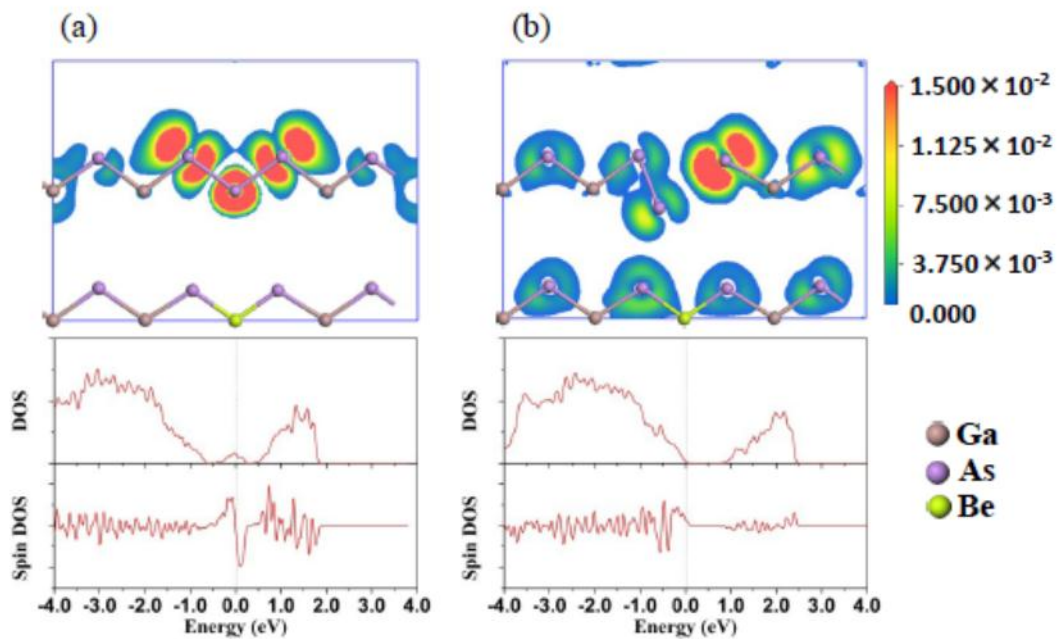 (a)
(b)
1.500 × 10-2
1.125 × 10-2
7.500 × 10-3
3.750 × 10-3
0.000
DOS
DOS
Ga
As
Be
Spin DOS
Spin DOS
-4.0 -3.0 -2.0 -1.0 0.0 1.0 2.0 3.0 4.0
Energy (eV)
-4.0 -3.0 -2.0 -1.0 0.0 1.0 2.0 3.0 4.0
Energy (eV)